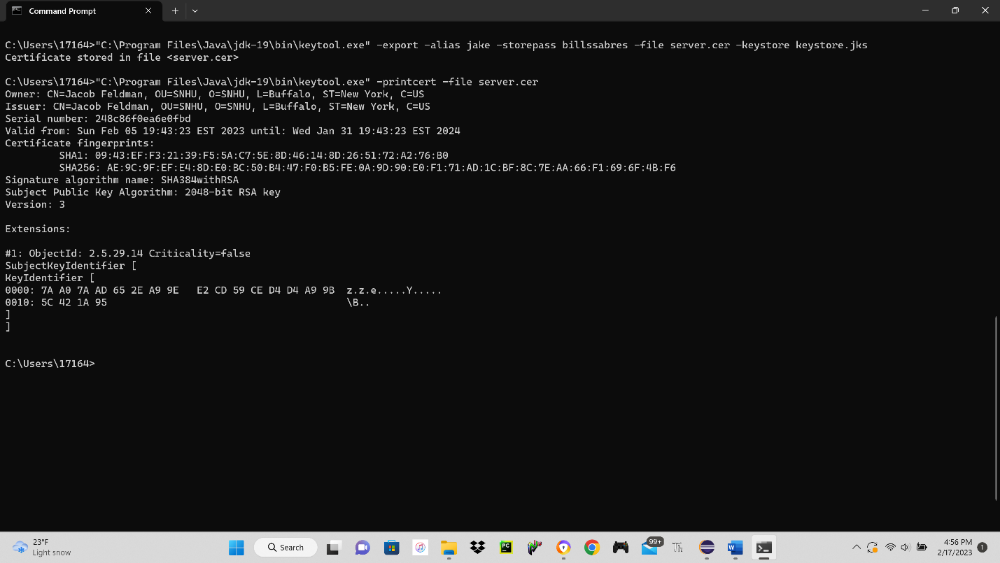 Command Prompt
C:\Users\17164>"C:\Program Files\Java\jdk-19\bin\keytool.exe" -export -alias jake -storepass billssabres -file server.cer -keystore keystore.jks
Certificate stored in file <server.cer>
C:\Users\17164>"C:\Program Files\Java\jdk-19\bin\keytool.exe" -printcert -file server.cer
Owner: CN=Jacob Feldman, OU=SNHU, O=SNHU, L=Buffalo, ST=New York, C=US
Issuer: CN=Jacob Feldman, OU=SNHU, O=SNHU, L=Buffalo, ST=New York, C=US
Serial number: 248c86f0ea6e0fbd
Valid from: Sun Feb 05 19:43:23 EST 2023 until: Wed Jan 31 19:43:23 EST 2024
Certificate fingerprints:
SHA1: 09:43:EF:F3:21:39:F5:5A:C7:5E:8D:46:14:8D:26:51:72:A2:76:B0
SHA256: AE:9C:9F:EF:E4:8D:E0:BC:50:B4:47:F0:B5:FE:0A:9D:90:E0:F1:71:AD:1C:BF:8C:7E:AA:66:F1:69:6F:4B:F6
Signature algorithm name: SHA384withRSA
Subject Public Key Algorithm: 2048-bit RSA key
Version: 3
Extensions:
#1: ObjectId: 2.5.29.14 Criticality=false
SubjectKeyIdentifier [
KeyIdentifier [
0000: 7A A0 7A AD 65 2E A9 9E   E2 CD 59 CE D4 D4 A9 9B  z.z.e.....Y.....
0010: 5C 42 1A 95                                        \B..
]
]
C:\Users\17164>
23°F
Light snow
Search
PC
99+
W
4:56 PM
2/17/2023
1